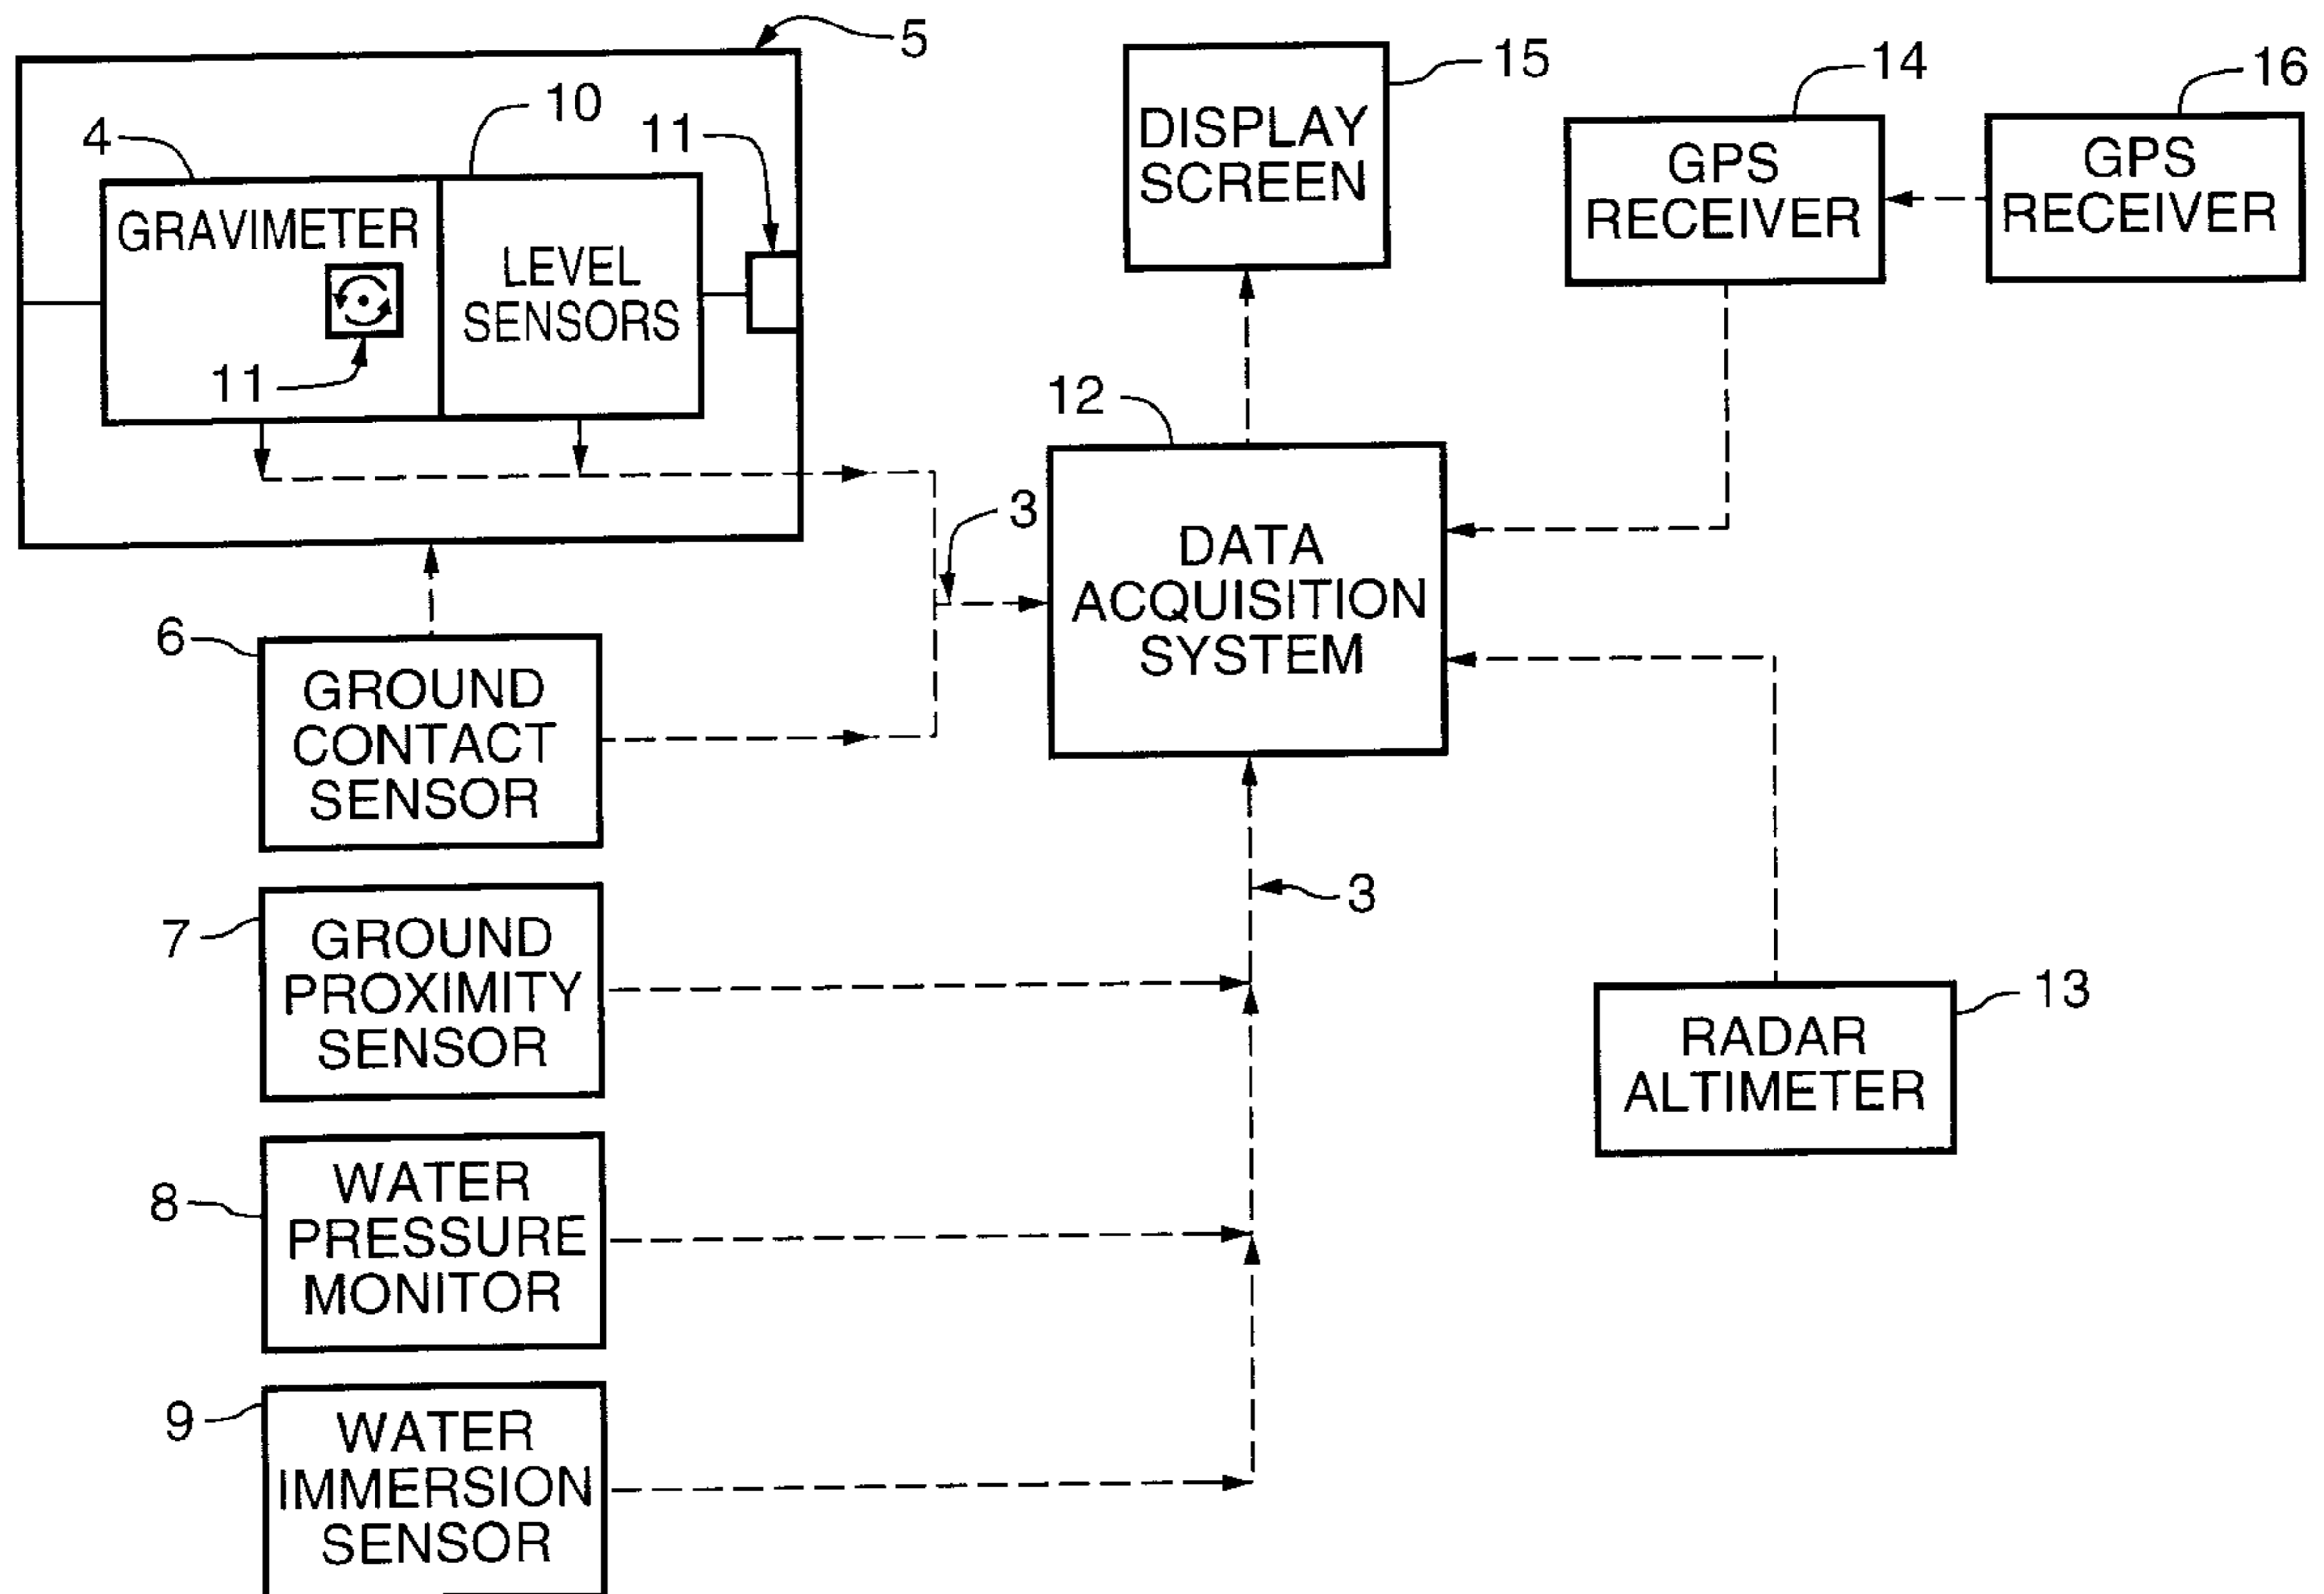 5
15
14
16
10
11
4
DISPLAY
SCREEN
GPS
RECEIVER
GPS
RECEIVER
GRAVIMETER
LEVEL
SENSORS
11
12
3
DATA
ACQUISITION
SYSTEM
6
GROUND
CONTACT
SENSOR
3
7
GROUND
PROXIMITY
SENSOR
13
RADAR
ALTIMETER
8
WATER
PRESSURE
MONITOR
9
WATER
IMMERSION
SENSOR